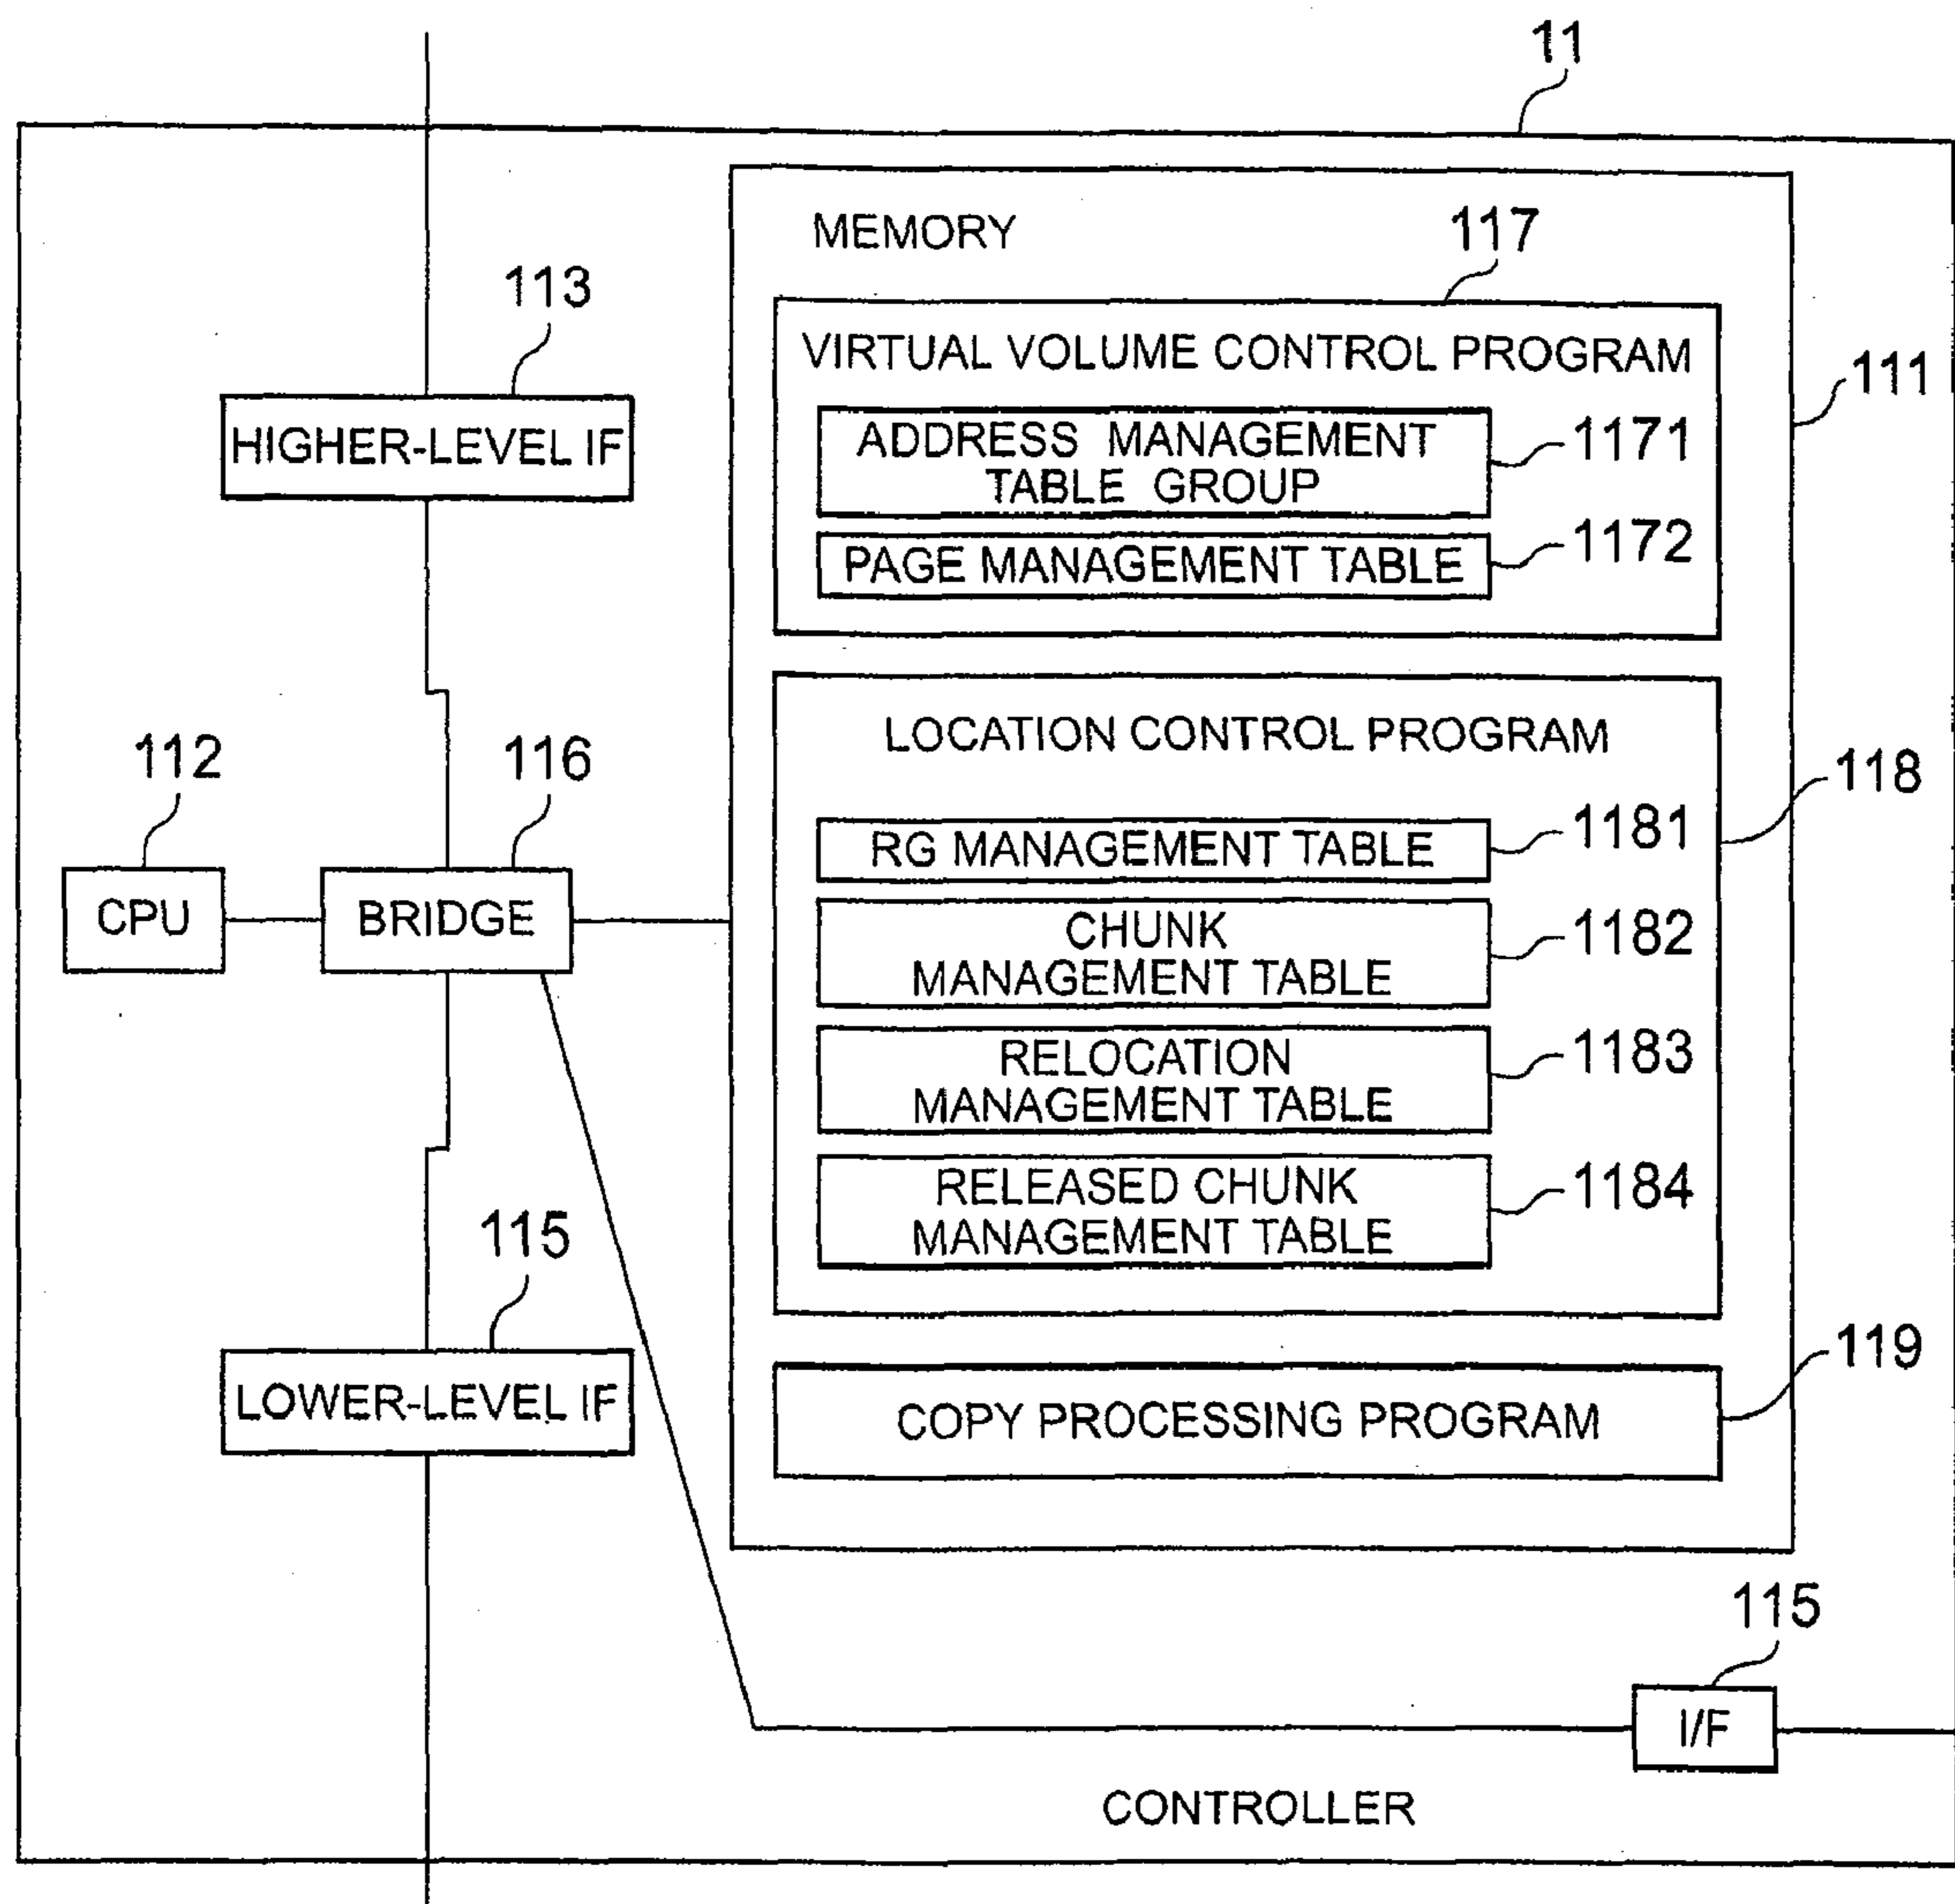 11
MEMORY
117
VIRTUAL VOLUME CONTROL PROGRAM
111
ADDRESS MANAGEMENT
TABLE GROUP
1171
PAGE MANAGEMENT TABLE
1172
113
HIGHER-LEVEL IF
LOCATION CONTROL PROGRAM
118
RG MANAGEMENT TABLE
1181
CHUNK
MANAGEMENT TABLE
1182
RELOCATION
MANAGEMENT TABLE
1183
RELEASED CHUNK
MANAGEMENT TABLE
1184
112
CPU
116
BRIDGE
115
LOWER-LEVEL IF
COPY PROCESSING PROGRAM
119
115
I/F
CONTROLLER